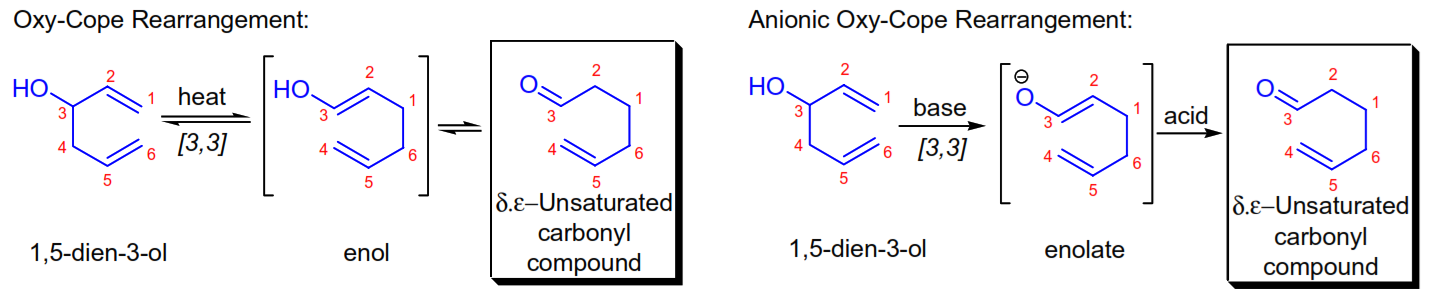 Oxy-Cope Rearrangement:
HO
2
1
3
4
5
6
heat
[3,3]
HO
2
1
3
4
5
6
O
2
1
3
4
5
6
δ.ε–Unsaturated
carbonyl
compound
1,5-dien-3-ol
enol
Anionic Oxy-Cope Rearrangement:
HO
2
1
3
4
5
6
base
[3,3]
⊖
O
2
1
3
4
5
6
acid
O
2
1
3
4
5
6
δ.ε–Unsaturated
carbonyl
compound
1,5-dien-3-ol
enolate